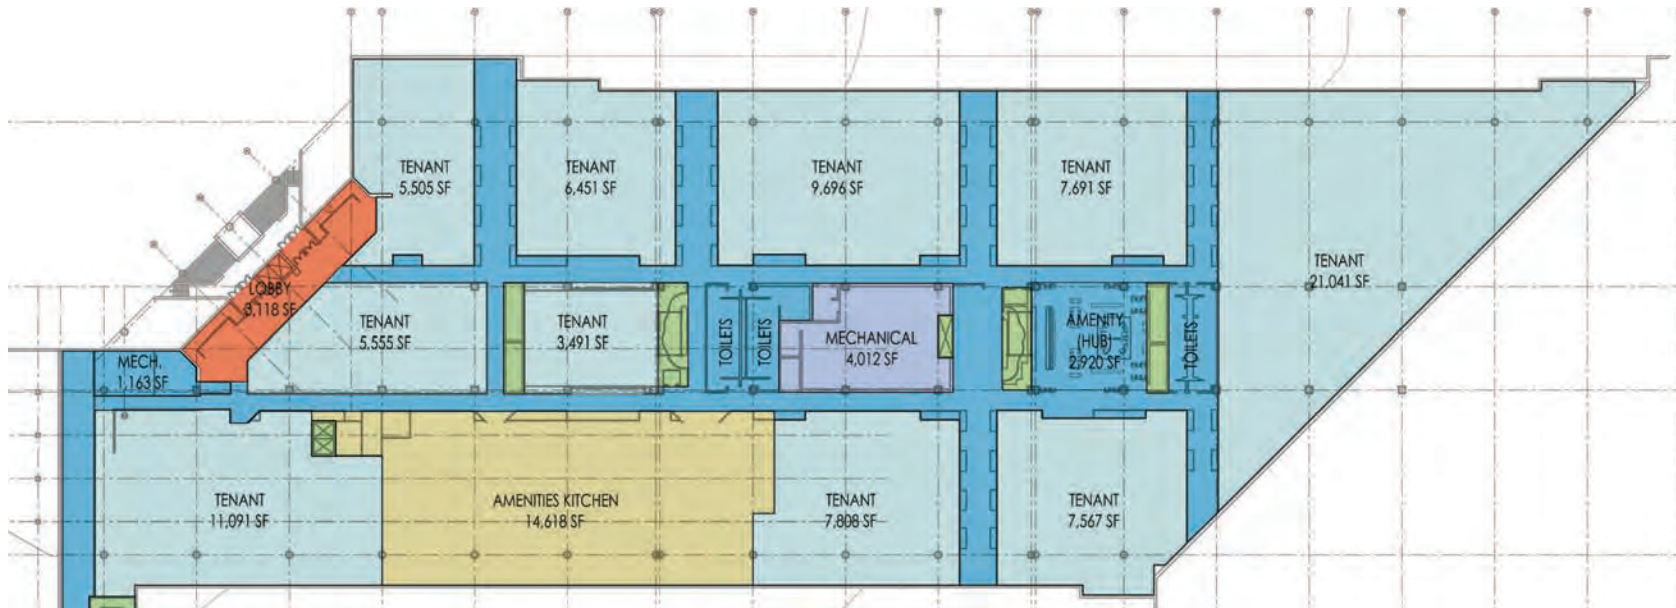 TENANT
5,505 SF
TENANT
6,451 SF
TENANT
9,696 SF
TENANT
7,691 SF
TENANT
21,041 SF
LOBBY
3,118 SF
TENANT
5,555 SF
TENANT
3,491 SF
TOILETS
TOILETS
MECHANICAL
4,012 SF
AMENITY
(HUB)
2,920 SF
TOILETS
MECH.
1,163 SF
TENANT
11,091 SF
AMENITIES KITCHEN
14,618 SF
TENANT
7,808 SF
TENANT
7,567 SF